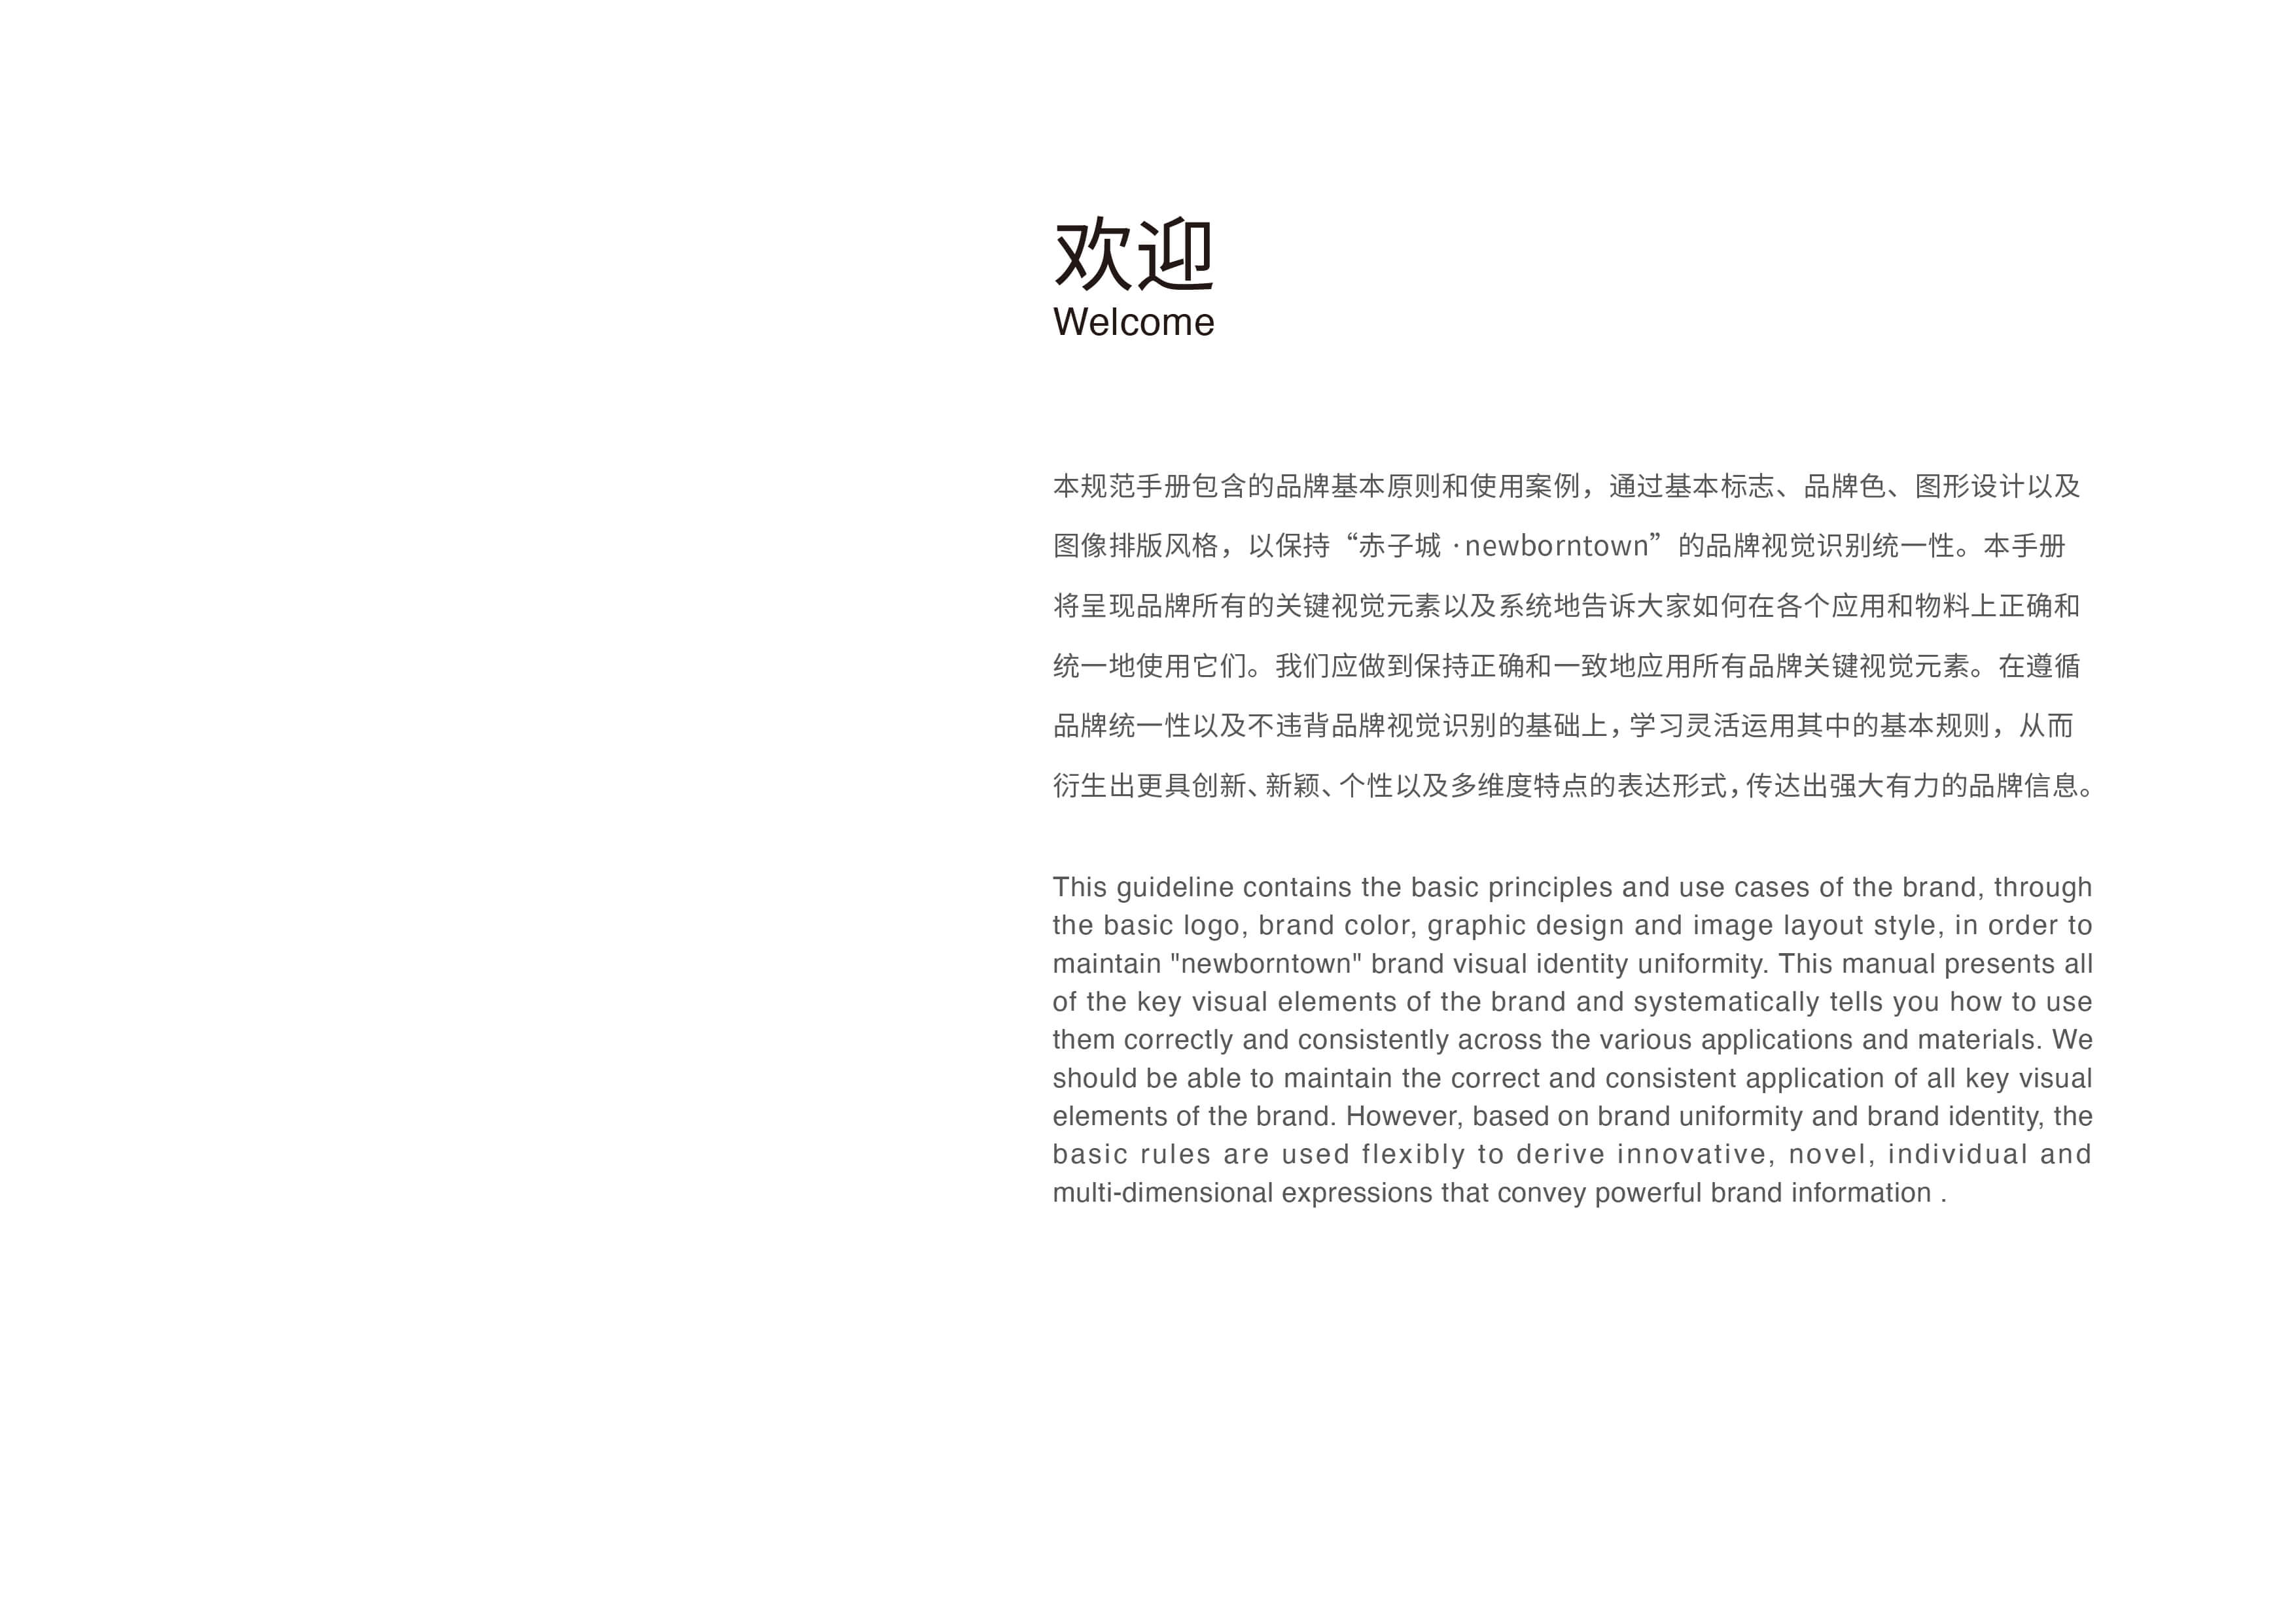 欢迎
Welcome
本规范手册包含的品牌基本原则和使用案例，通过基本标志、品牌色、图形设计以及
图像排版风格，以保持“赤子城 ·newborntown”的品牌视觉识别统一性。本手册
将呈现品牌所有的关键视觉元素以及系统地告诉大家如何在各个应用和物料上正确和
统一地使用它们。我们应做到保持正确和一致地应用所有品牌关键视觉元素。在遵循
品牌统一性以及不违背品牌视觉识别的基础上，学习灵活运用其中的基本规则，从而
衍生出更具创新、新颖、个性以及多维度特点的表达形式，传达出强大有力的品牌信息。
This guideline contains the basic principles and use cases of the brand, through
the basic logo, brand color, graphic design and image layout style, in order to
maintain "newborntown" brand visual identity uniformity. This manual presents all
of the key visual elements of the brand and systematically tells you how to use
them correctly and consistently across the various applications and materials. We
should be able to maintain the correct and consistent application of all key visual
elements of the brand. However, based on brand uniformity and brand identity, the
basic rules are used flexibly to derive innovative, novel, individual and
multi-dimensional expressions that convey powerful brand information .